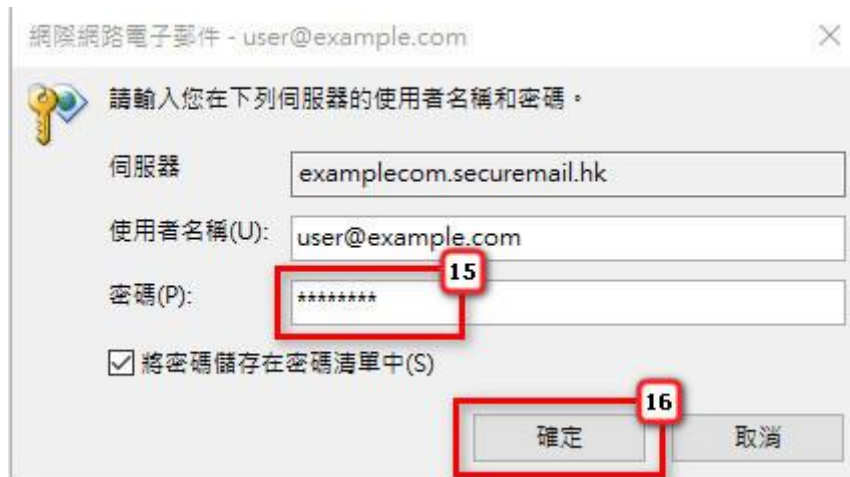 網際網路電子郵件 - user@example.com
請輸入您在下列伺服器的使用者名稱和密碼。
伺服器 examplecom.securemail.hk
使用者名稱(U): user@example.com
15
密碼(P): ********
將密碼儲存在密碼清單中(S)
16
確定 取消